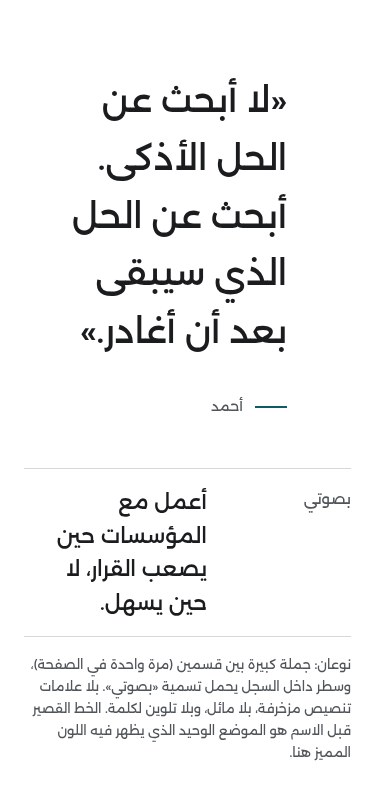 «لا أبحث عن
الحل الأذكى.
أبحث عن الحل
الذي سيبقى
بعد أن أغادر.»
أحمد
بصوتي
أعمل مع
المؤسسات حين
يصعب القرار، لا
حين يسهل.
نوعان: جملة كبيرة بين قسمين (مرة واحدة في الصفحة)،
وسطر داخل السجل يحمل تسمية «بصوتي». بلا علامات
تنصيص مزخرفة، بلا مائل، وبلا تلوين لكلمة. الخط القصير
قبل الاسم هو الموضع الوحيد الذي يظهر فيه اللون
المميز هنا.